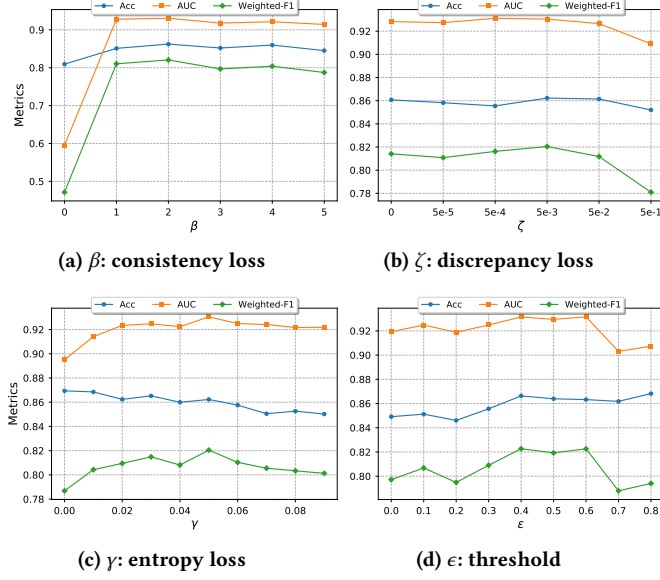 Acc AUC Weighted-F1
Metrics
0.9
0.8
0.7
0.6
0.5
0 1 2 3 4 5
β
(a) β: consistency loss
Acc AUC Weighted-F1
0.92
0.90
0.88
0.86
0.84
0.82
0.80
0.78
0 5e-5 5e-4 5e-3 5e-2 5e-1
ζ
(b) ζ: discrepancy loss
Acc AUC Weighted-F1
Metrics
0.92
0.90
0.88
0.86
0.84
0.82
0.80
0.78
0.00 0.02 0.04 0.06 0.08
γ
(c) γ: entropy loss
Acc AUC Weighted-F1
0.92
0.90
0.88
0.86
0.84
0.82
0.80
0.0 0.1 0.2 0.3 0.4 0.5 0.6 0.7 0.8
ϵ
(d) ϵ: threshold